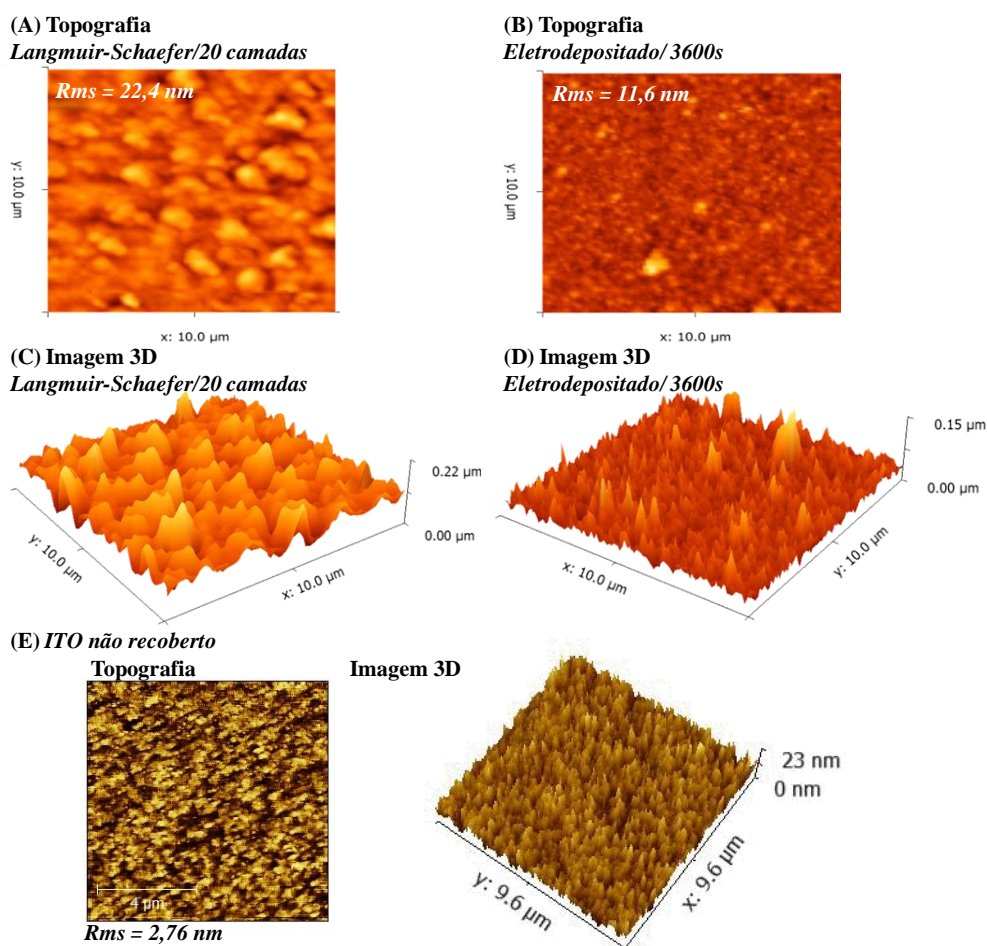 (A) Topografia
Langmuir-Schaefer/20 camadas
Rms = 22,4 nm
y: 10.0 µm
x: 10.0 µm
(B) Topografia
Eletrodepositado/ 3600s
Rms = 11,6 nm
y: 10.0 µm
x: 10.0 µm
(C) Imagem 3D
Langmuir-Schaefer/20 camadas
0.22 µm
0.00 µm
y: 10.0 µm
x: 10.0 µm
(D) Imagem 3D
Eletrodepositado/ 3600s
0.15 µm
0.00 µm
x: 10.0 µm
y: 10.0 µm
(E) ITO não recoberto
Topografia
4 µm
Rms = 2,76 nm
Imagem 3D
23 nm
0 nm
y: 9.6 µm
x: 9.6 µm